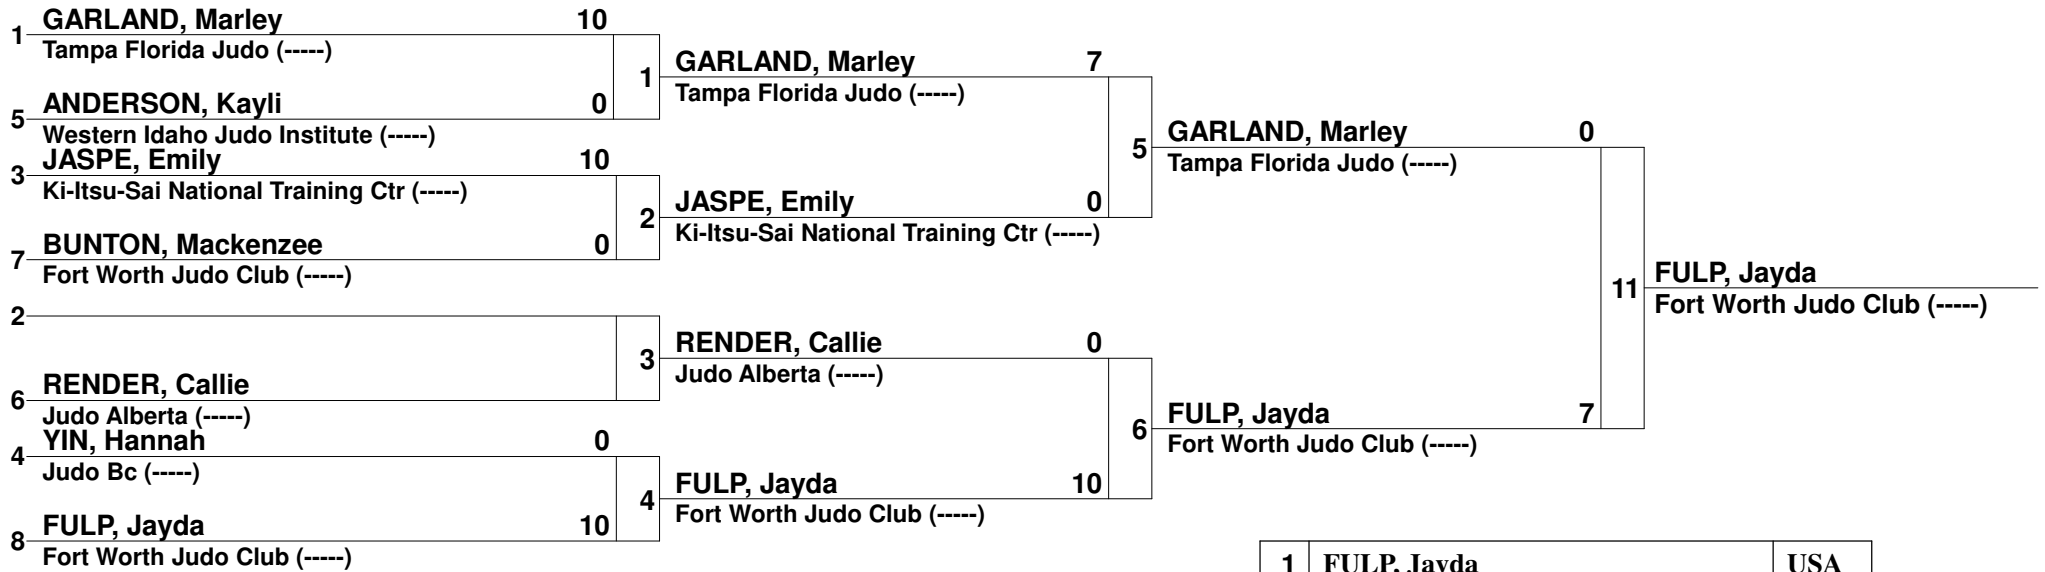 1 GARLAND, Marley 10
Tampa Florida Judo (-----)
5 ANDERSON, Kayli 0
Western Idaho Judo Institute (-----)
3 JASPE, Emily 10
Ki-Itsu-Sai National Training Ctr (-----)
7 BUNTON, Mackenzee 0
Fort Worth Judo Club (-----)
2
6 RENDER, Callie
Judo Alberta (-----)
4 YIN, Hannah 0
Judo Bc (-----)
8 FULP, Jayda 10
Fort Worth Judo Club (-----)
1 GARLAND, Marley 7
Tampa Florida Judo (-----)
2 JASPE, Emily 0
Ki-Itsu-Sai National Training Ctr (-----)
3 RENDER, Callie 0
Judo Alberta (-----)
4 FULP, Jayda 10
Fort Worth Judo Club (-----)
5 GARLAND, Marley 0
Tampa Florida Judo (-----)
6 FULP, Jayda 7
Fort Worth Judo Club (-----)
11 FULP, Jayda
Fort Worth Judo Club (-----)
1 FULP, Jayda USA